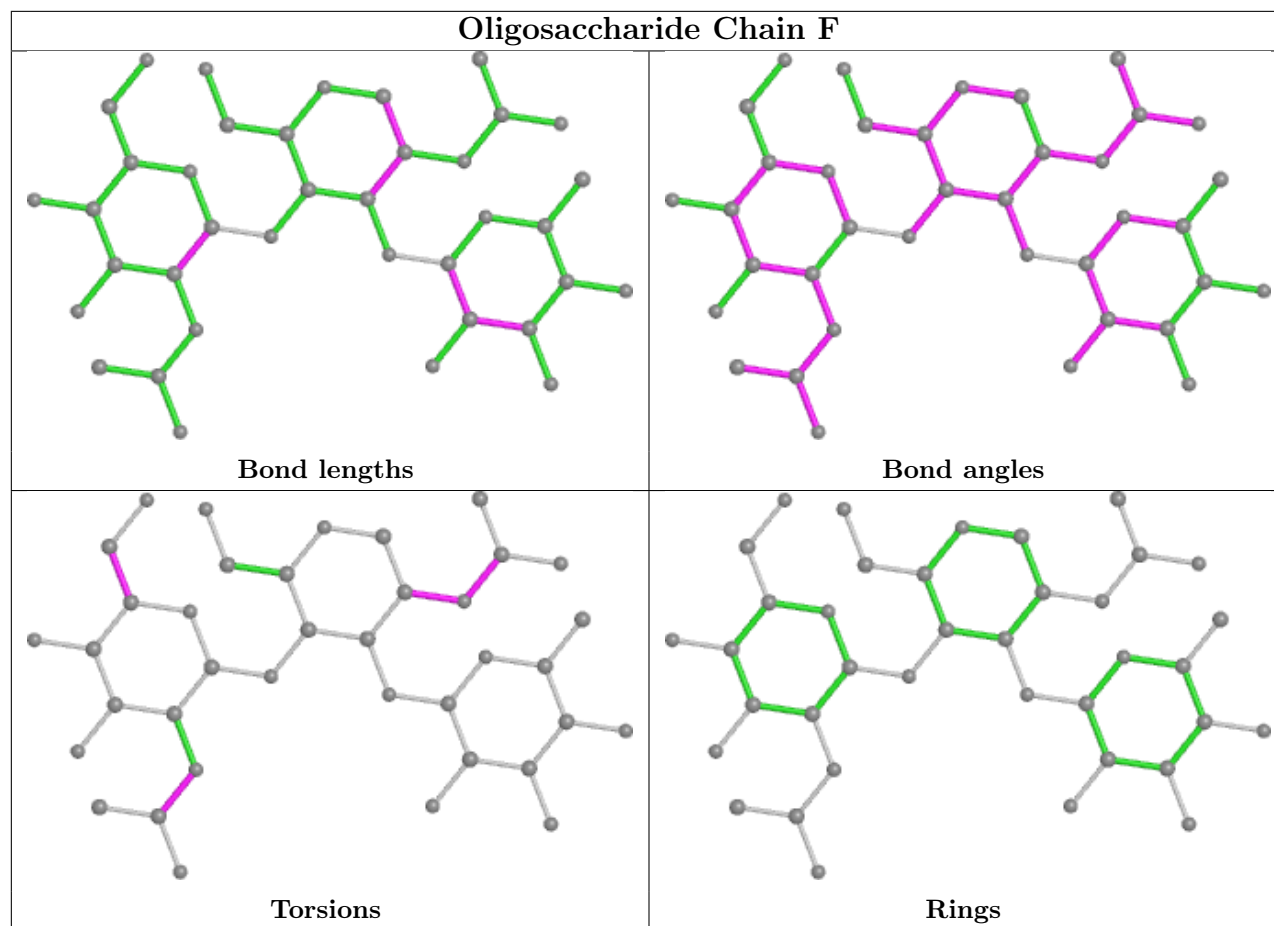 Oligosaccharide Chain F
Bond lengths
Bond angles
Torsions
Rings